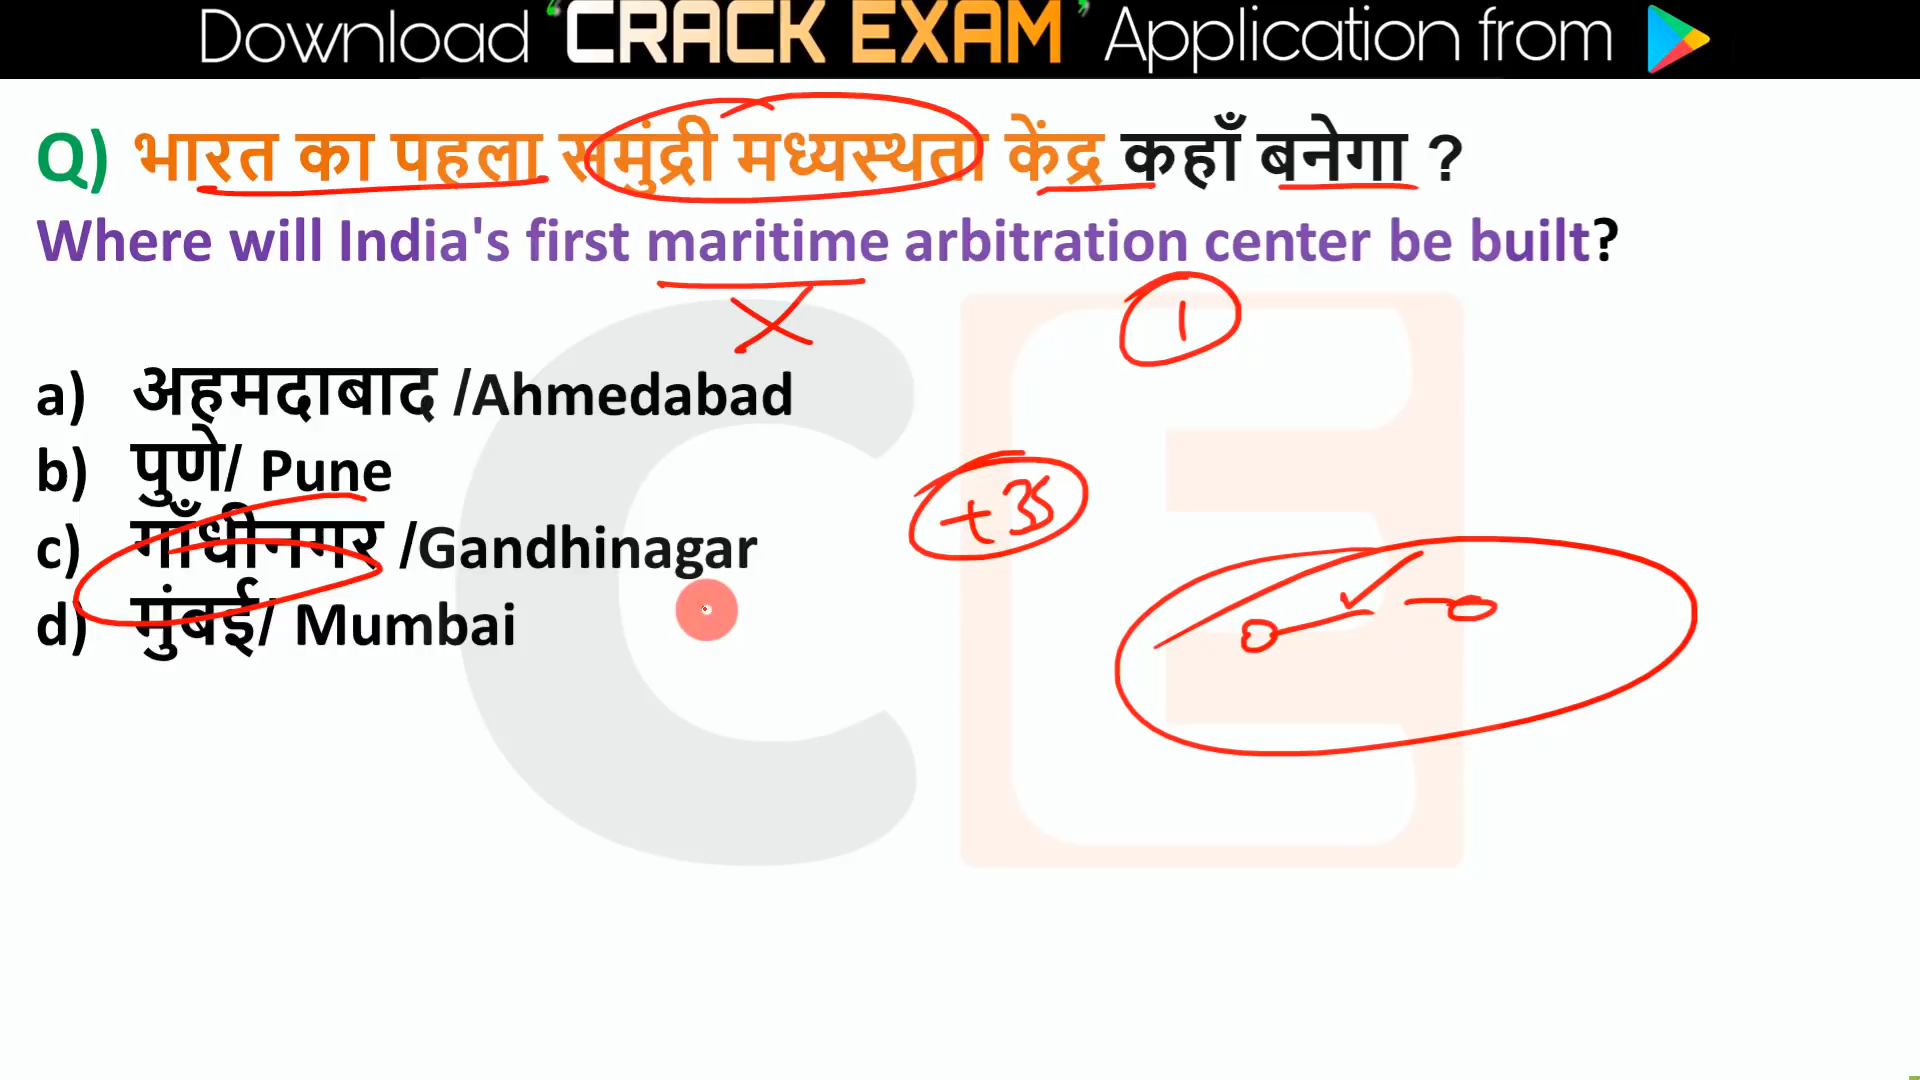 Download 'CRACK EXAM' Application from
Q) भारत का पहला समुंद्री मध्यस्थता केंद्र कहाँ बनेगा ?
Where will India's first maritime arbitration center be built?
1
a) अहमदाबाद /Ahmedabad
b) पुणे/ Pune
+35
c) गाँधीनगर /Gandhinagar
d) मुंबई/ Mumbai
CE